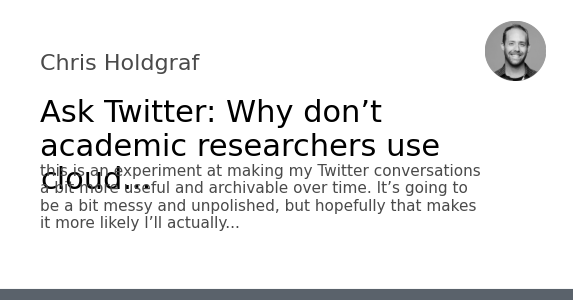 Chris Holdgraf
Ask Twitter: Why don’t
academic researchers use
cloud...
this is an experiment at making my Twitter conversations
a bit more useful and archivable over time. It’s going to
be a bit messy and unpolished, but hopefully that makes
it more likely I’ll actually...